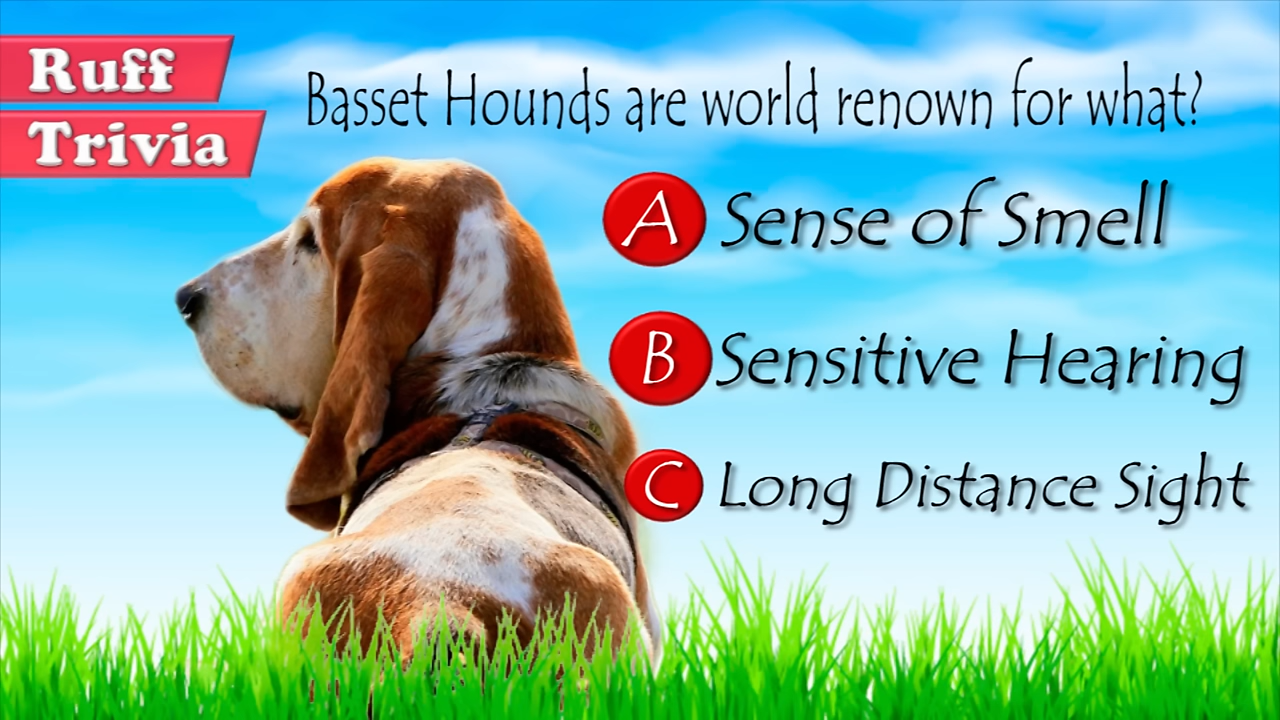 Ruff
Trivia
Basset Hounds are world renown for what?
A Sense of Smell
B Sensitive Hearing
C Long Distance Sight